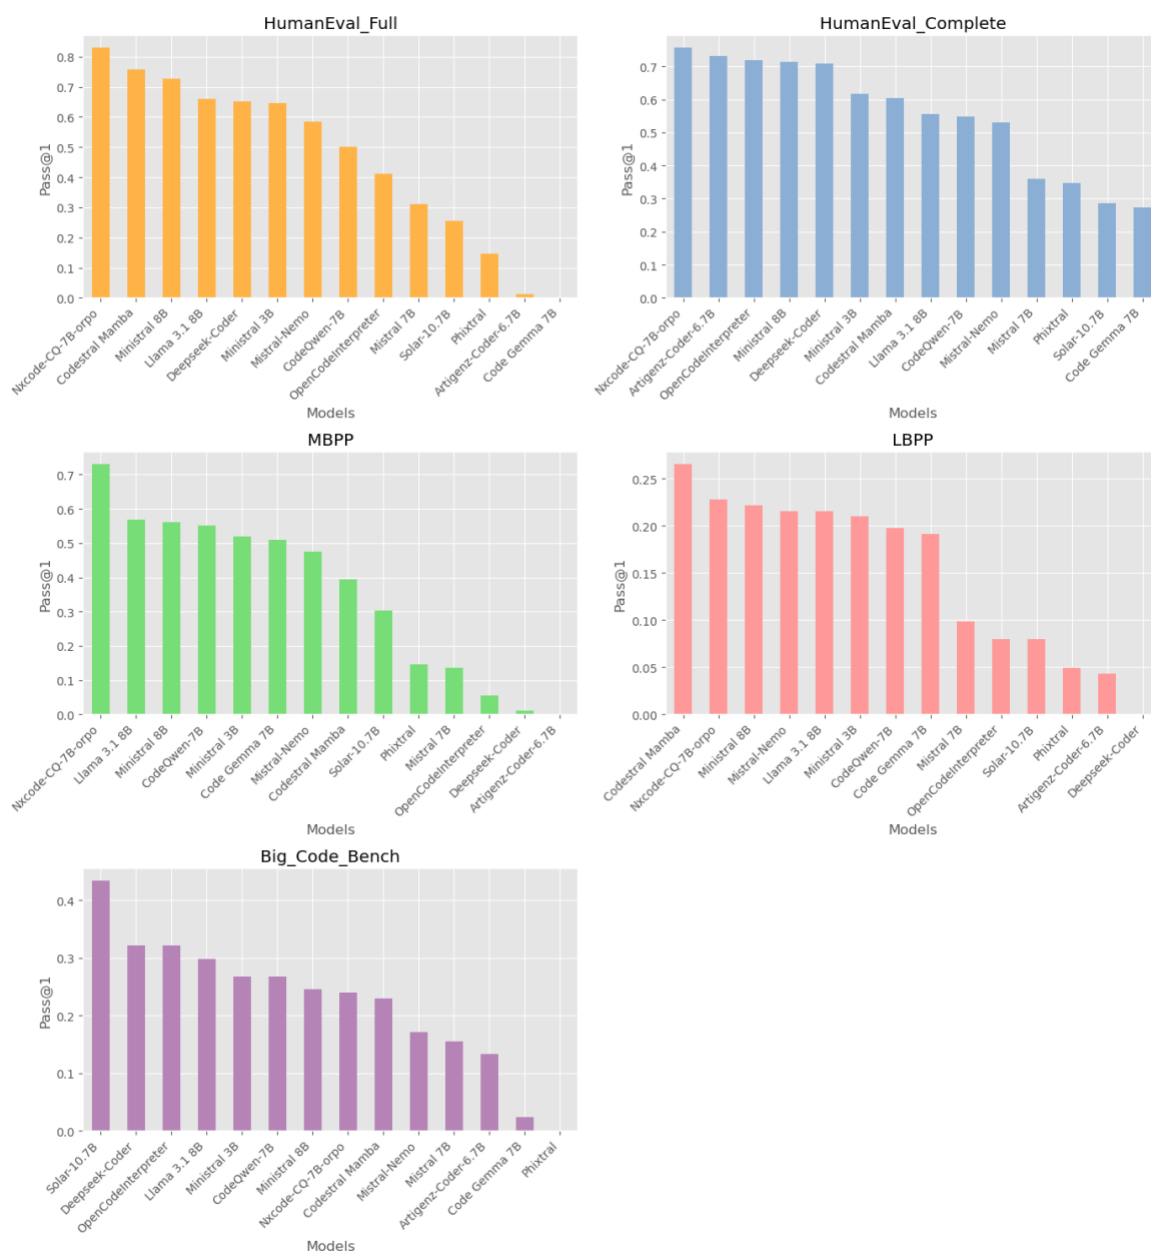 HumanEval_Full
Pass@1
0.8
0.7
0.6
0.5
0.4
0.3
0.2
0.1
0.0
Nxcode-CQ-7B-orpo
Codestral Mamba
Ministral 8B
Llama 3.1 8B
Deepseek-Coder
Ministral 3B
Mistral-Nemo
CodeQwen-7B
OpenCodeInterpreter
Mistral 7B
Solar-10.7B
Phixtral
Artigenz-Coder-6.7B
Code Gemma 7B
Models
HumanEval_Complete
Pass@1
0.7
0.6
0.5
0.4
0.3
0.2
0.1
0.0
Nxcode-CQ-7B-orpo
Artigenz-Coder-6.7B
OpenCodeInterpreter
Ministral 8B
Deepseek-Coder
Ministral 3B
Codestral Mamba
Llama 3.1 8B
CodeQwen-7B
Mistral-Nemo
Mistral 7B
Phixtral
Solar-10.7B
Code Gemma 7B
Models
MBPP
Pass@1
0.7
0.6
0.5
0.4
0.3
0.2
0.1
0.0
Nxcode-CQ-7B-orpo
Llama 3.1 8B
Ministral 8B
CodeQwen-7B
Ministral 3B
Code Gemma 7B
Mistral-Nemo
Codestral Mamba
Solar-10.7B
Phixtral
Mistral 7B
OpenCodeInterpreter
Deepseek-Coder
Artigenz-Coder-6.7B
Models
LBPP
Pass@1
0.25
0.20
0.15
0.10
0.05
0.00
Codestral Mamba
Nxcode-CQ-7B-orpo
Ministral 8B
Mistral-Nemo
Llama 3.1 8B
Ministral 3B
CodeQwen-7B
Code Gemma 7B
Mistral 7B
OpenCodeInterpreter
Solar-10.7B
Phixtral
Artigenz-Coder-6.7B
Deepseek-Coder
Models
Big_Code_Bench
Pass@1
0.4
0.3
0.2
0.1
0.0
Solar-10.7B
Deepseek-Coder
OpenCodeInterpreter
Llama 3.1 8B
Ministral 3B
CodeQwen-7B
Ministral 8B
Nxcode-CQ-7B-orpo
Codestral Mamba
Mistral-Nemo
Mistral 7B
Artigenz-Coder-6.7B
Code Gemma 7B
Phixtral
Models